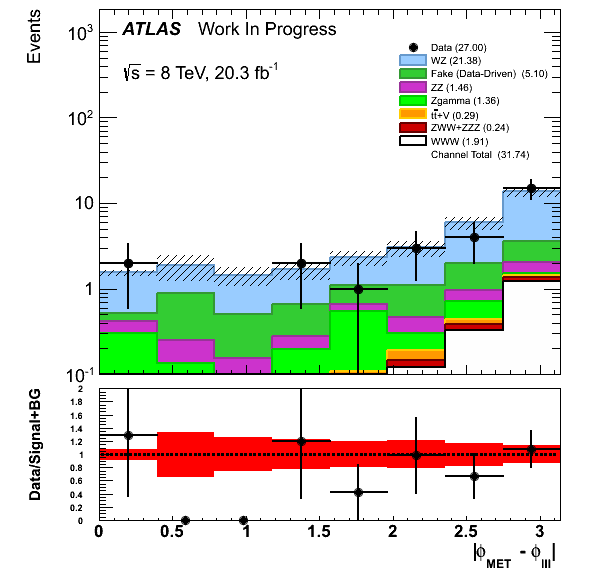 Events
10³
10²
10
1
10⁻¹
ATLAS Work In Progress
√s = 8 TeV, 20.3 fb⁻¹
Data (27.00)
WZ (21.38)
Fake (Data-Driven) (5.10)
ZZ (1.46)
Zgamma (1.36)
tt̄+V (0.29)
ZWW+ZZZ (0.24)
WWW (1.91)
Channel Total (31.74)
Data/Signal+BG
2
1.8
1.6
1.4
1.2
1
0.8
0.6
0.4
0.2
0
0 0.5 1 1.5 2 2.5 3
|ϕ_MET - ϕ_lll|